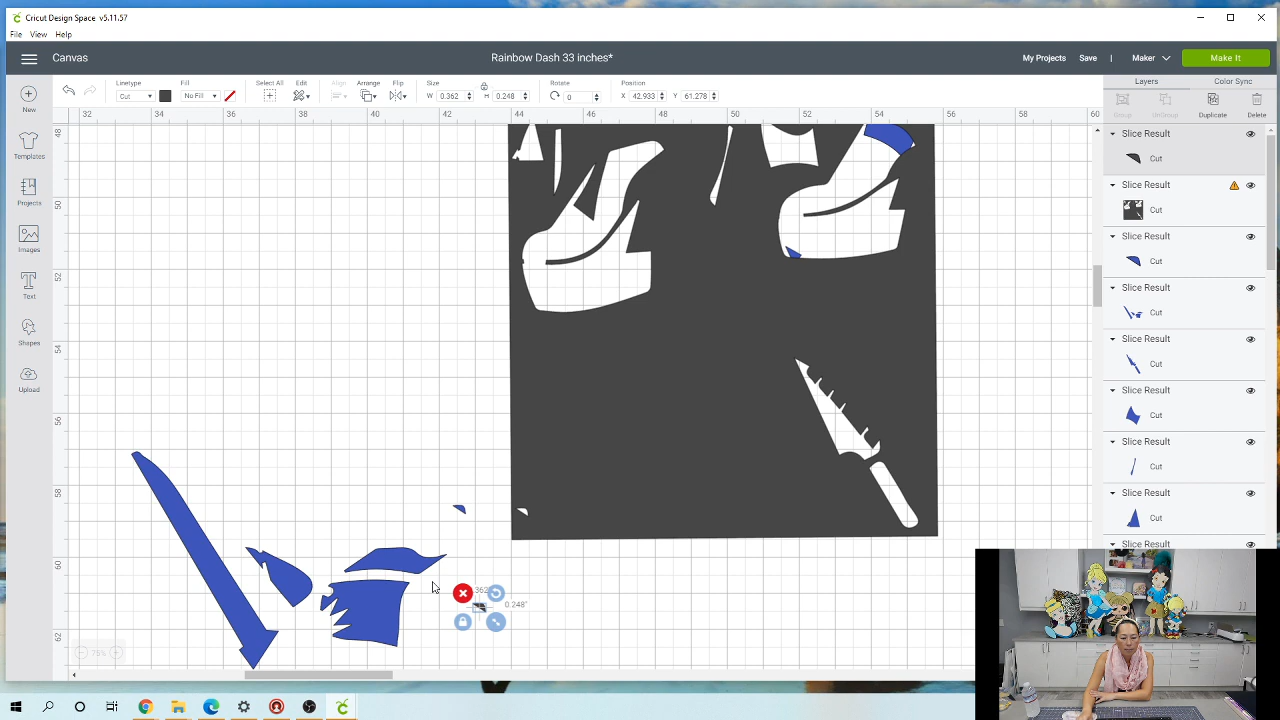 Cricut Design Space v5.11.57
File View Help
Canvas
Rainbow Dash 33 inches*
My Projects Save | Maker Make It
Linetype Fill Select All Edit Align Arrange Flip Size Rotate Position
Cut No Fill W 0.362 H 0.248 0 X 42.933 Y 61.278
Layers Color Sync
Group UnGroup Duplicate Delete
32 34 36 38 40 42 44 46 48 50 52 54 56 58 60
48
50
52
54
56
58
60
62
New
Templates
Projects
Images
Text
Shapes
Upload
Slice Result
Cut
Slice Result
Cut
Slice Result
Cut
Slice Result
Cut
Slice Result
Cut
Slice Result
Cut
Slice Result
Cut
Slice Result
Cut
Slice Result
0.248"
75%